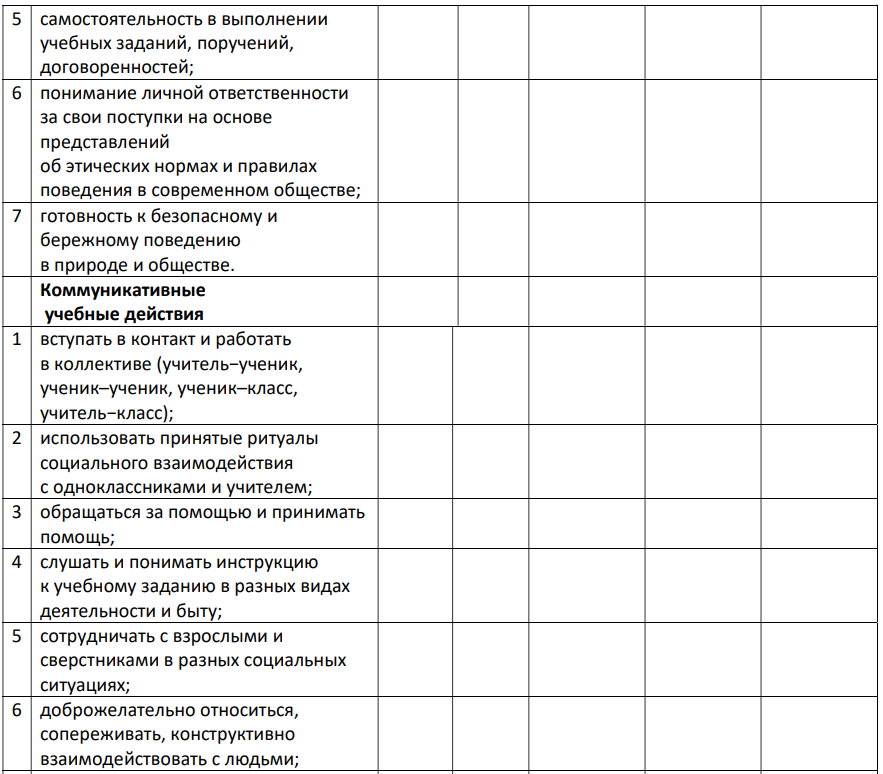 5 самостоятельность в выполнении
учебных заданий, поручений,
договоренностей;
6 понимание личной ответственности
за свои поступки на основе
представлений
об этических нормах и правилах
поведения в современном обществе;
7 готовность к безопасному и
бережному поведению
в природе и обществе.
Коммуникативные
учебные действия
1 вступать в контакт и работать
в коллективе (учитель−ученик,
ученик–ученик, ученик–класс,
учитель−класс);
2 использовать принятые ритуалы
социального взаимодействия
с одноклассниками и учителем;
3 обращаться за помощью и принимать
помощь;
4 слушать и понимать инструкцию
к учебному заданию в разных видах
деятельности и быту;
5 сотрудничать с взрослыми и
сверстниками в разных социальных
ситуациях;
6 доброжелательно относиться,
сопереживать, конструктивно
взаимодействовать с людьми;